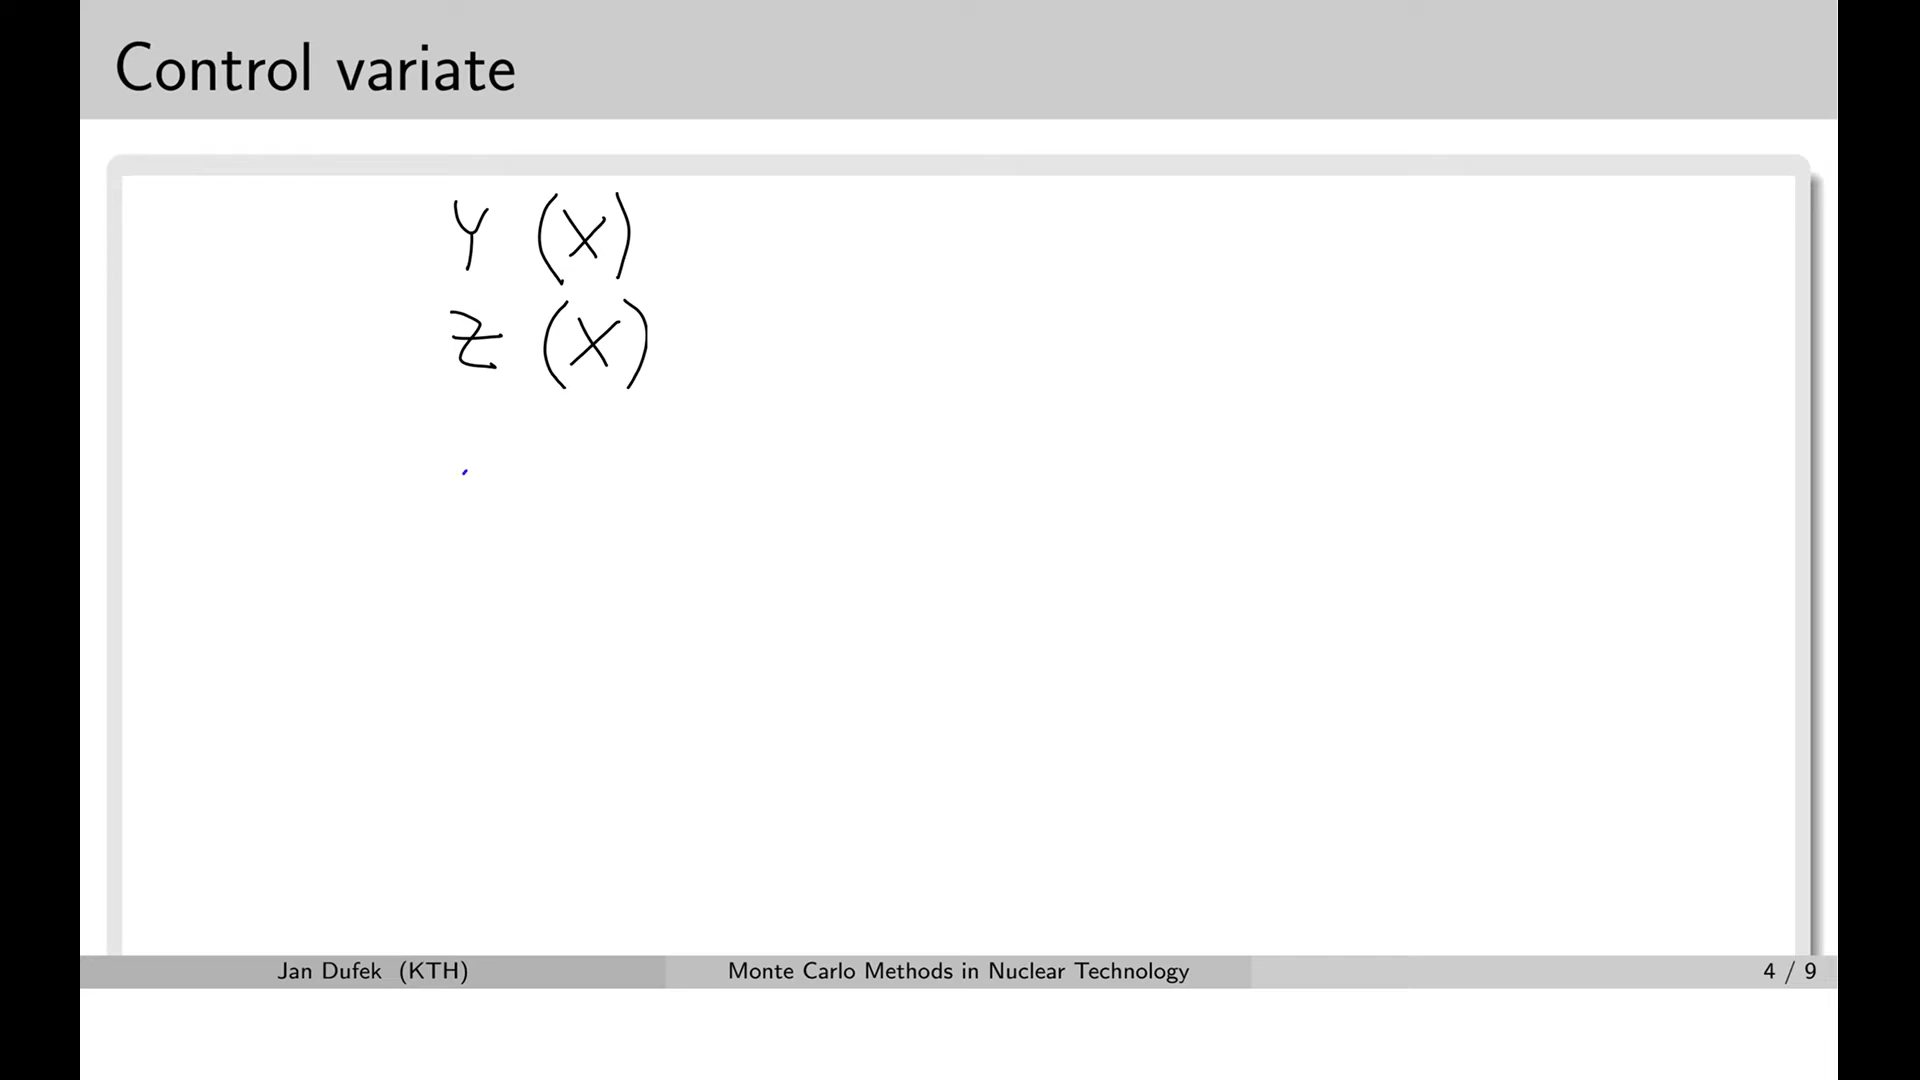 Control variate
Y (X)
Z (X)
Jan Dufek (KTH) Monte Carlo Methods in Nuclear Technology 4 / 9